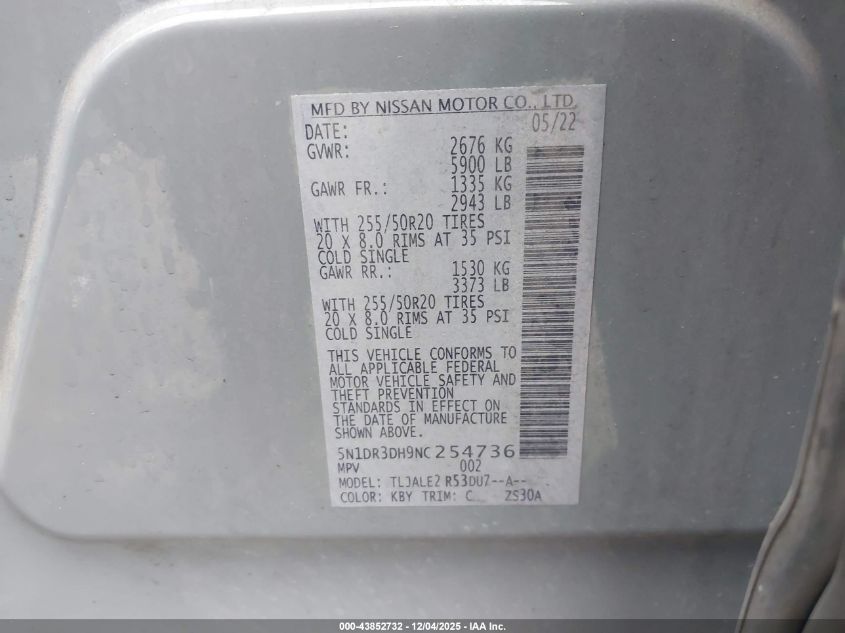 MFD BY NISSAN MOTOR CO., LTD.
DATE: 05/22
GVWR: 2676 KG
5900 LB
GAWR FR.: 1335 KG
2943 LB
WITH 255/50R20 TIRES
20 X 8.0 RIMS AT 35 PSI
COLD SINGLE
GAWR RR.: 1530 KG
3373 LB
WITH 255/50R20 TIRES
20 X 8.0 RIMS AT 35 PSI
COLD SINGLE
THIS VEHICLE CONFORMS TO
ALL APPLICABLE FEDERAL
MOTOR VEHICLE SAFETY AND
THEFT PREVENTION
STANDARDS IN EFFECT ON
THE DATE OF MANUFACTURE
SHOWN ABOVE.
5N1DR3DH9NC254736
MPV 002
MODEL: TLJALE2 R53DU7--A--
COLOR: KBY TRIM: C ZS30A
000-43852732 - 12/04/2025 - IAA Inc.